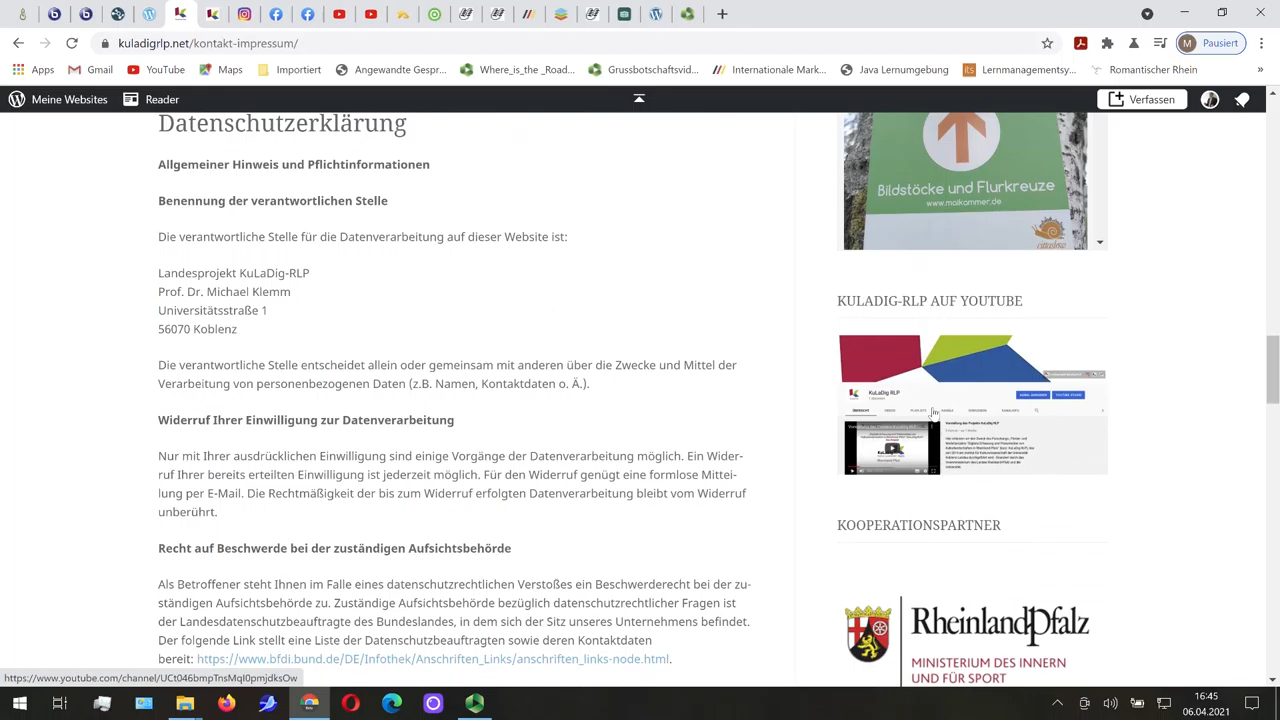 kuladigrlp.net/kontakt-impressum/
M Pausiert
Apps Gmail YouTube Maps Importiert Angewandte Gespr... Where_is_the _Road... Grussbotschaftsvid... Internationale Mark... Java Lernumgebung its Lernmanagementsy... Romantischer Rhein »
Meine Websites Reader Verfassen
Datenschutzerklärung
Allgemeiner Hinweis und Pflichtinformationen
Benennung der verantwortlichen Stelle
Die verantwortliche Stelle für die Datenverarbeitung auf dieser Website ist:
Landesprojekt KuLaDig-RLP
Prof. Dr. Michael Klemm
Universitätsstraße 1
56070 Koblenz
Die verantwortliche Stelle entscheidet allein oder gemeinsam mit anderen über die Zwecke und Mittel der
Verarbeitung von personenbezogenen Daten (z.B. Namen, Kontaktdaten o. Ä.).
Widerruf Ihrer Einwilligung zur Datenverarbeitung
Nur mit Ihrer ausdrücklichen Einwilligung sind einige Vorgänge der Datenverarbeitung möglich. Ein Wider-
ruf Ihrer bereits erteilten Einwilligung ist jederzeit möglich. Für den Widerruf genügt eine formlose Mittei-
lung per E-Mail. Die Rechtmäßigkeit der bis zum Widerruf erfolgten Datenverarbeitung bleibt vom Widerruf
unberührt.
Recht auf Beschwerde bei der zuständigen Aufsichtsbehörde
Als Betroffener steht Ihnen im Falle eines datenschutzrechtlichen Verstoßes ein Beschwerderecht bei der zu-
ständigen Aufsichtsbehörde zu. Zuständige Aufsichtsbehörde bezüglich datenschutzrechtlicher Fragen ist
der Landesdatenschutzbeauftragte des Bundeslandes, in dem sich der Sitz unseres Unternehmens befindet.
Der folgende Link stellt eine Liste der Datenschutzbeauftragten sowie deren Kontaktdaten
bereit: https://www.bfdi.bund.de/DE/Infothek/Anschriften_Links/anschriften_links-node.html.
Bildstöcke und Flurkreuze
www.maikammer.de
cittaslow
KULADIG-RLP AUF YOUTUBE
KuLaDig RLP
KOOPERATIONSPARTNER
RheinlandPfalz
MINISTERIUM DES INNERN
UND FÜR SPORT
16:45
06.04.2021